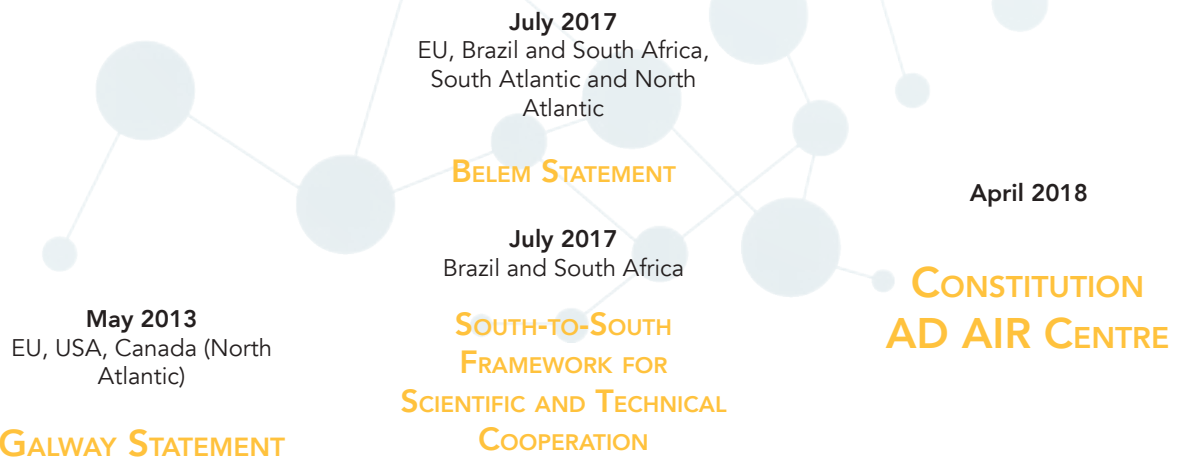 July 2017
EU, Brazil and South Africa,
South Atlantic and North
Atlantic
Belem Statement
July 2017
Brazil and South Africa
South-to-South
Framework for
Scientific and Technical
Cooperation
May 2013
EU, USA, Canada (North
Atlantic)
Galway Statement
April 2018
Constitution
AD AIR Centre